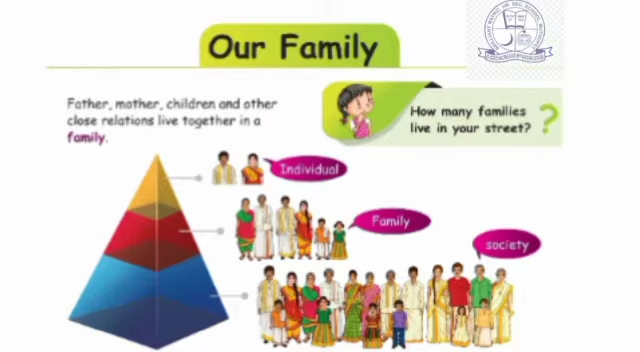 Our Family
Father, mother, children and other
close relations live together in a
family.
How many families
live in your street?
?
Individual
Family
society